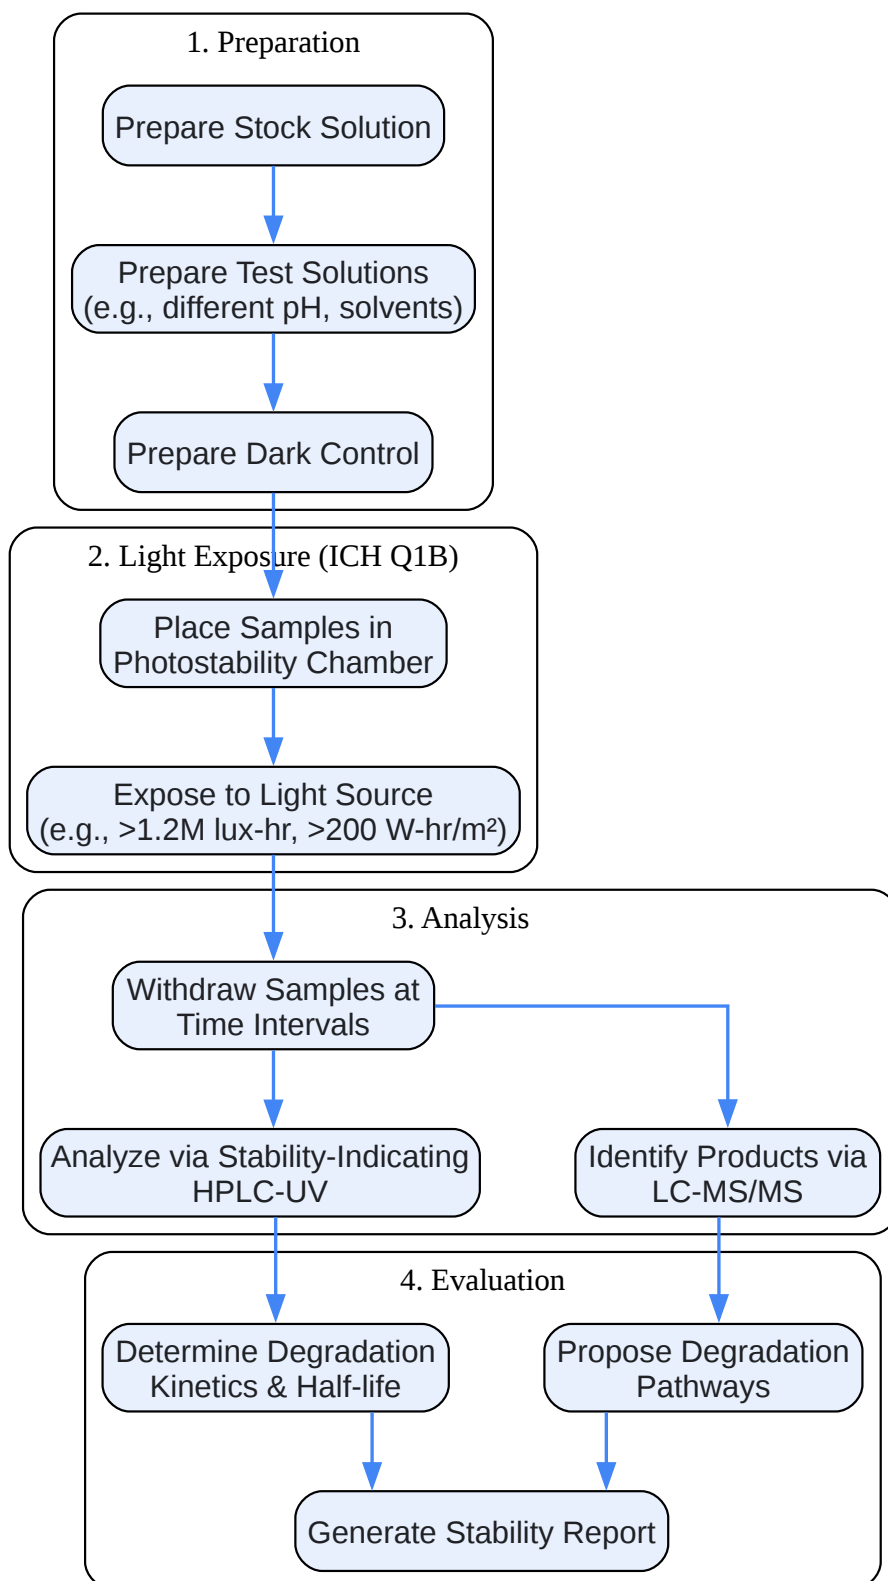 1. Preparation
Prepare Stock Solution
Prepare Test Solutions
(e.g., different pH, solvents)
Prepare Dark Control
2. Light Exposure (ICH Q1B)
Place Samples in
Photostability Chamber
Expose to Light Source
(e.g., >1.2M lux-hr, >200 W-hr/m²)
3. Analysis
Withdraw Samples at
Time Intervals
Analyze via Stability-Indicating
HPLC-UV
Identify Products via
LC-MS/MS
4. Evaluation
Determine Degradation
Kinetics & Half-life
Propose Degradation
Pathways
Generate Stability Report